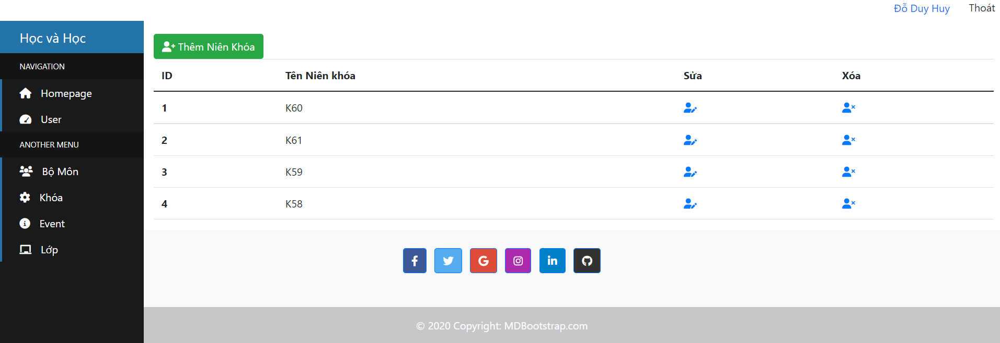 Đỗ Duy Huy Thoát
Học và Học
NAVIGATION
Homepage
User
ANOTHER MENU
Bộ Môn
Khóa
Event
Lớp
Thêm Niên Khóa
ID Tên Niên khóa Sửa Xóa
1 K60
2 K61
3 K59
4 K58
© 2020 Copyright: MDBootstrap.com